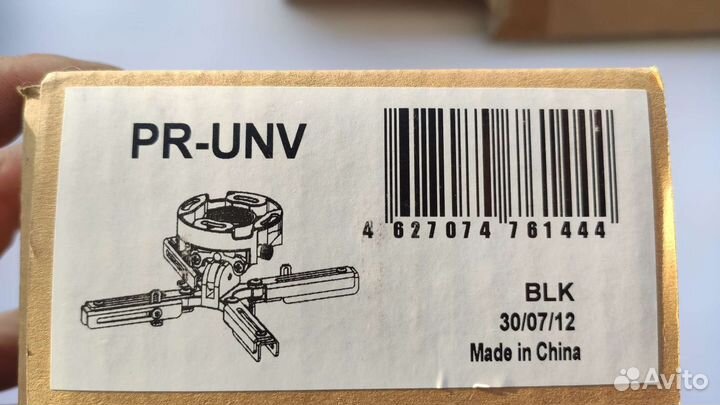 PR-UNV
4 627074 761444
BLK
30/07/12
Made in China
Avito